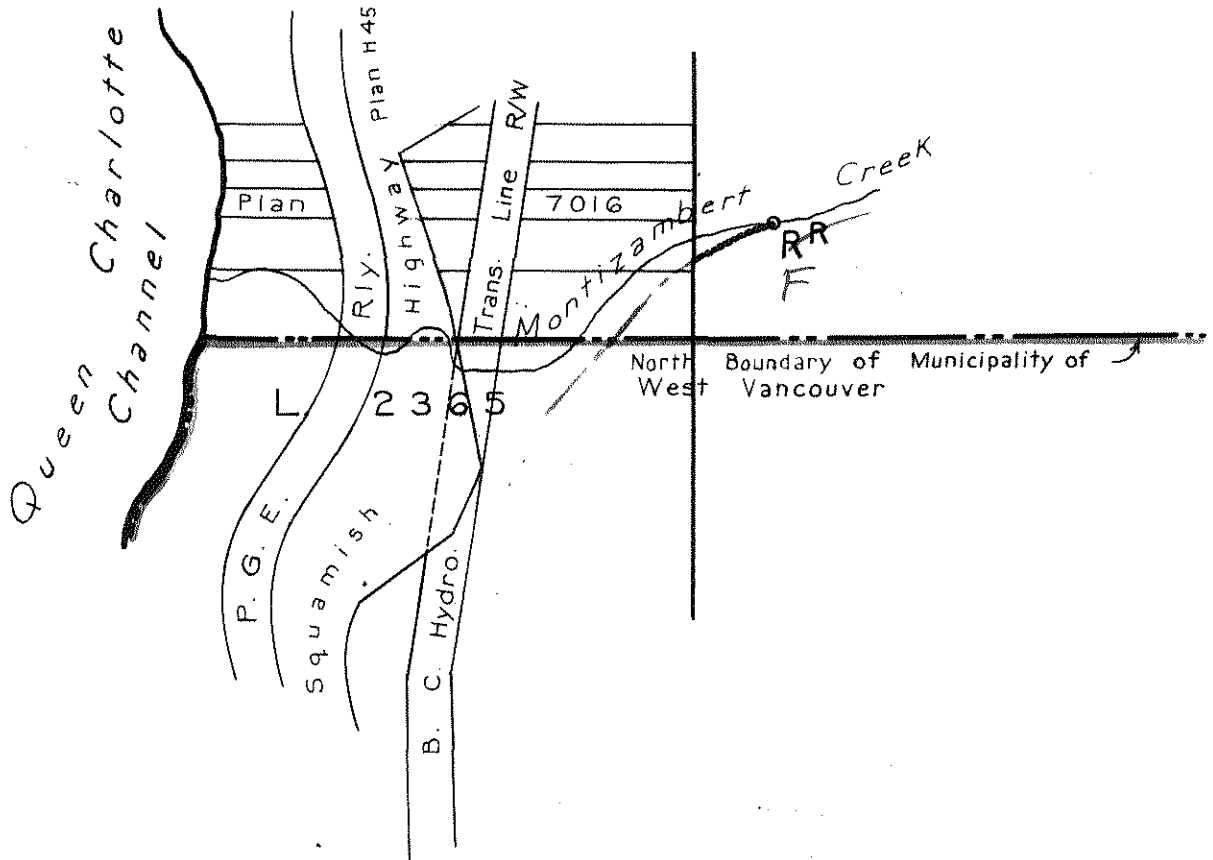 Queen Charlotte
Channel
P. G. E. Rly.
Squamish Highway Plan H45
B. C. Hydro. Trans. Line R/W
Plan 7016
Montizambert Creek
R R
F
North Boundary of Municipality of
West Vancouver
L. 2365